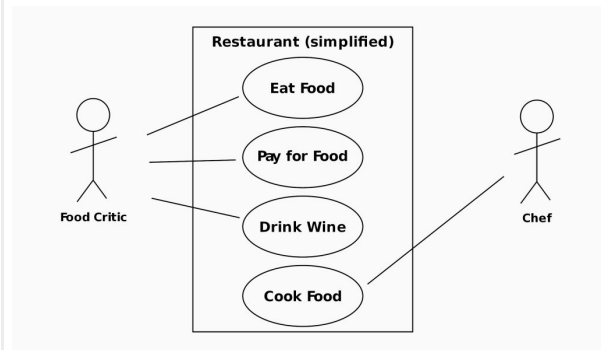 Restaurant (simplified)
Eat Food
Pay for Food
Food Critic
Chef
Drink Wine
Cook Food